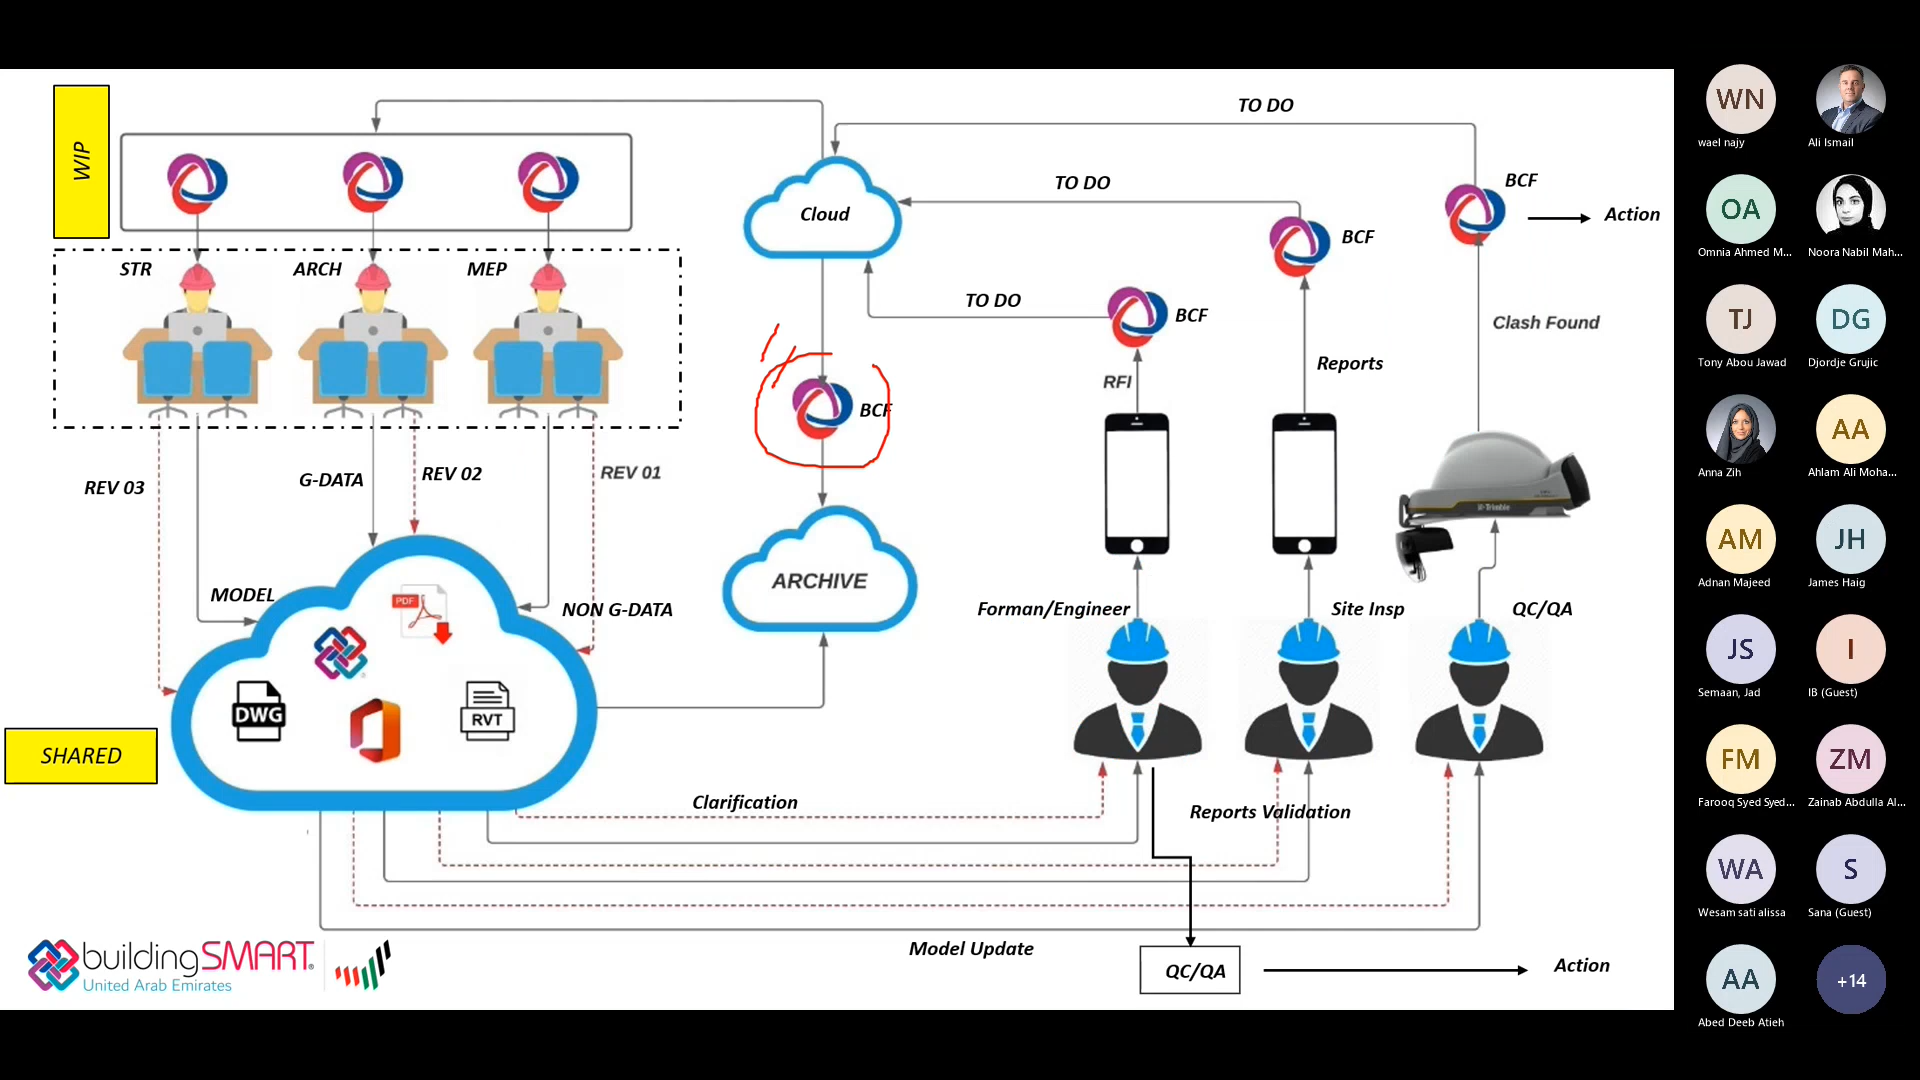 WIP
TO DO
Cloud
TO DO
BCF
Action
BCF
STR
ARCH
MEP
TO DO
BCF
Clash Found
Reports
RFI
BCF
REV 03
G-DATA
REV 02
REV 01
Trimble
MODEL
NON G-DATA
ARCHIVE
Forman/Engineer
Site Insp
QC/QA
PDF
DWG
RVT
SHARED
Clarification
Reports Validation
Model Update
QC/QA
Action
buildingSMART®
United Arab Emirates
WN
wael najy
Ali Ismail
OA
Omnia Ahmed M...
Noora Nabil Mah...
TJ
Tony Abou Jawad
DG
Djordje Grujic
Anna Zih
AA
Ahlam Ali Moha...
AM
Adnan Majeed
JH
James Haig
JS
Semaan, Jad
I
IB (Guest)
FM
Farooq Syed Syed...
ZM
Zainab Abdulla Al...
WA
Wesam sati alissa
S
Sana (Guest)
AA
Abed Deeb Atieh
+14